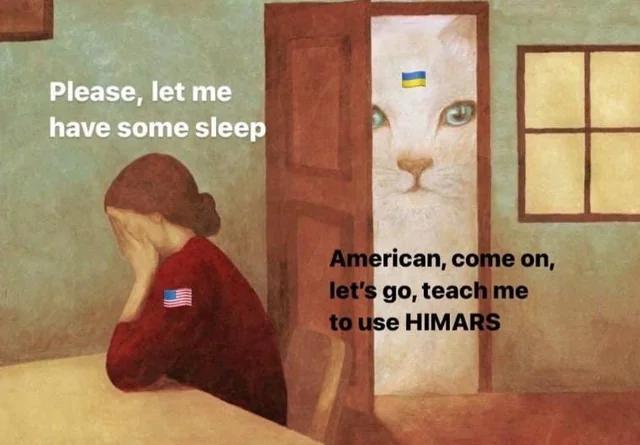 Please, let me
have some sleep
American, come on,
let's go, teach me
to use HIMARS